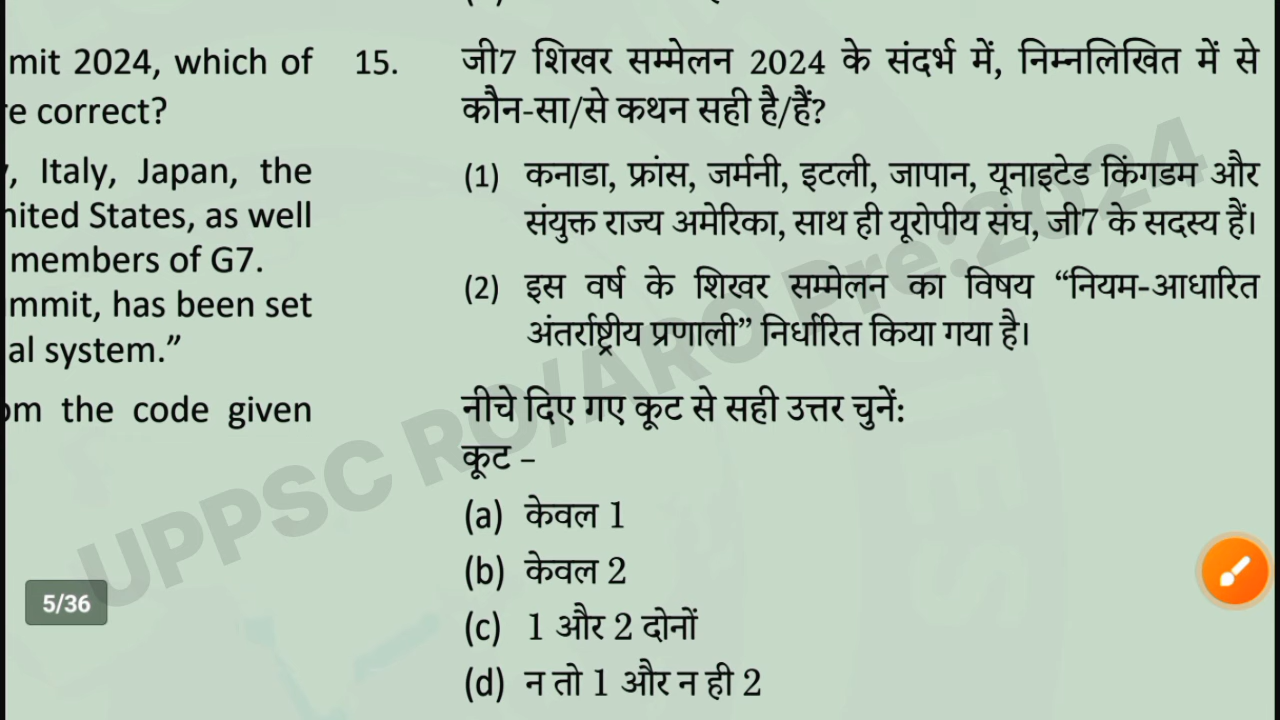 mit 2024, which of
e correct?
, Italy, Japan, the
nited States, as well
members of G7.
mmit, has been set
al system.”
om the code given
15. जी7 शिखर सम्मेलन 2024 के संदर्भ में, निम्नलिखित में से
कौन-सा/से कथन सही है/हैं?
(1) कनाडा, फ्रांस, जर्मनी, इटली, जापान, यूनाइटेड किंगडम और
संयुक्त राज्य अमेरिका, साथ ही यूरोपीय संघ, जी7 के सदस्य हैं।
(2) इस वर्ष के शिखर सम्मेलन का विषय “नियम-आधारित
अंतर्राष्ट्रीय प्रणाली” निर्धारित किया गया है।
नीचे दिए गए कूट से सही उत्तर चुनें:
कूट –
(a) केवल 1
(b) केवल 2
(c) 1 और 2 दोनों
(d) न तो 1 और न ही 2
UPPSC RO/ARO Pre:2024
5/36